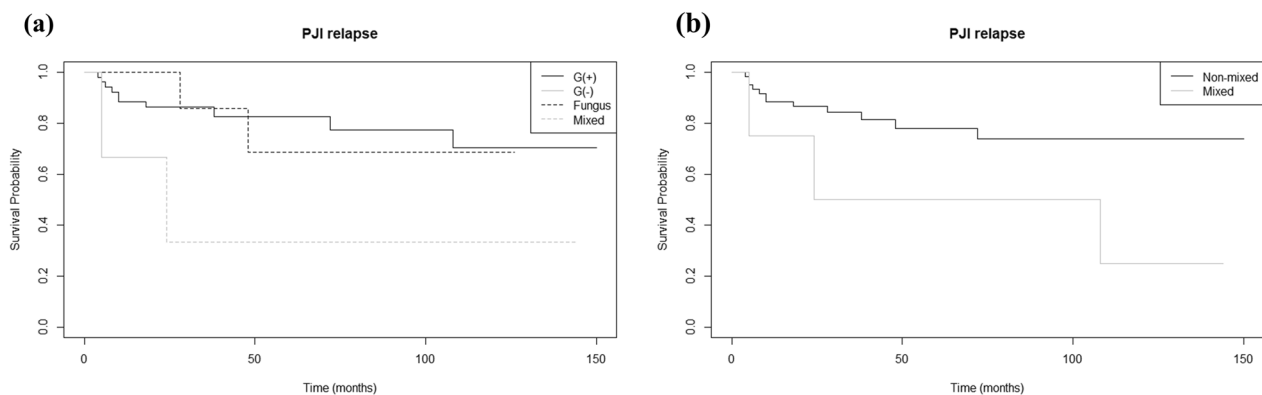 (a)
PJI relapse
G(+)
G(-)
Fungus
Mixed
Survival Probability
1.0
0.8
0.6
0.4
0.2
0.0
0 50 100 150
Time (months)
(b)
PJI relapse
Non-mixed
Mixed
Survival Probability
1.0
0.8
0.6
0.4
0.2
0.0
0 50 100 150
Time (months)